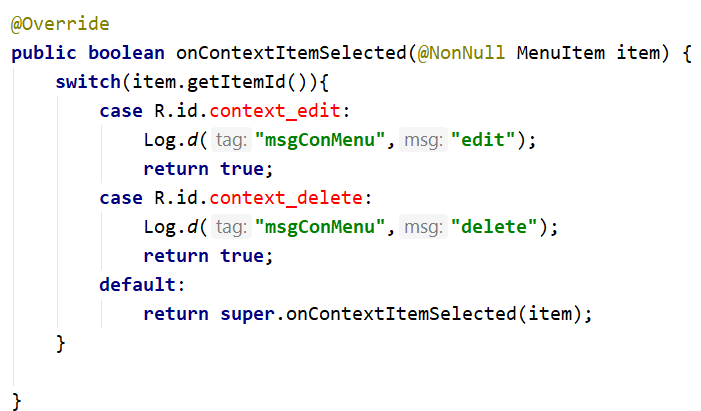 @Override
public boolean onContextItemSelected(@NonNull MenuItem item) {
switch(item.getItemId()){
case R.id.context_edit:
Log.d( tag: "msgConMenu", msg: "edit");
return true;
case R.id.context_delete:
Log.d( tag: "msgConMenu", msg: "delete");
return true;
default:
return super.onContextItemSelected(item);
}
}